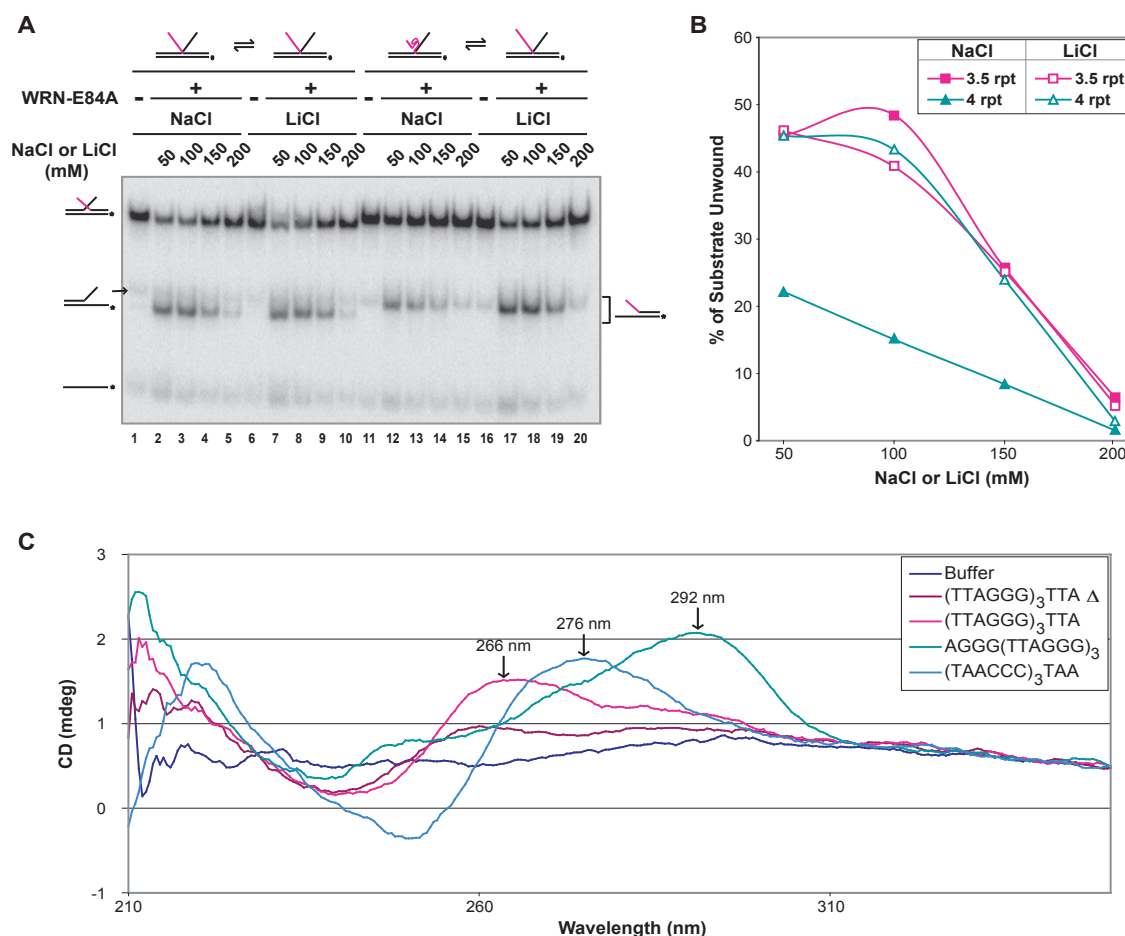 A
WRN-E84A
- + - + - + - +
NaCl LiCl NaCl LiCl
NaCl or LiCl (mM)
50 100 150 200 50 100 150 200 50 100 150 200 50 100 150 200
1 2 3 4 5 6 7 8 9 10 11 12 13 14 15 16 17 18 19 20
B
% of Substrate Unwound
60
50
40
30
20
10
0
50 100 150 200
NaCl or LiCl (mM)
NaCl LiCl
3.5 rpt 3.5 rpt
4 rpt 4 rpt
C
CD (mdeg)
3
2
1
0
-1
210 260 310
Wavelength (nm)
266 nm
276 nm
292 nm
Buffer
(TTAGGG)3TTA Δ
(TTAGGG)3TTA
AGGG(TTAGGG)3
(TAACCC)3TAA